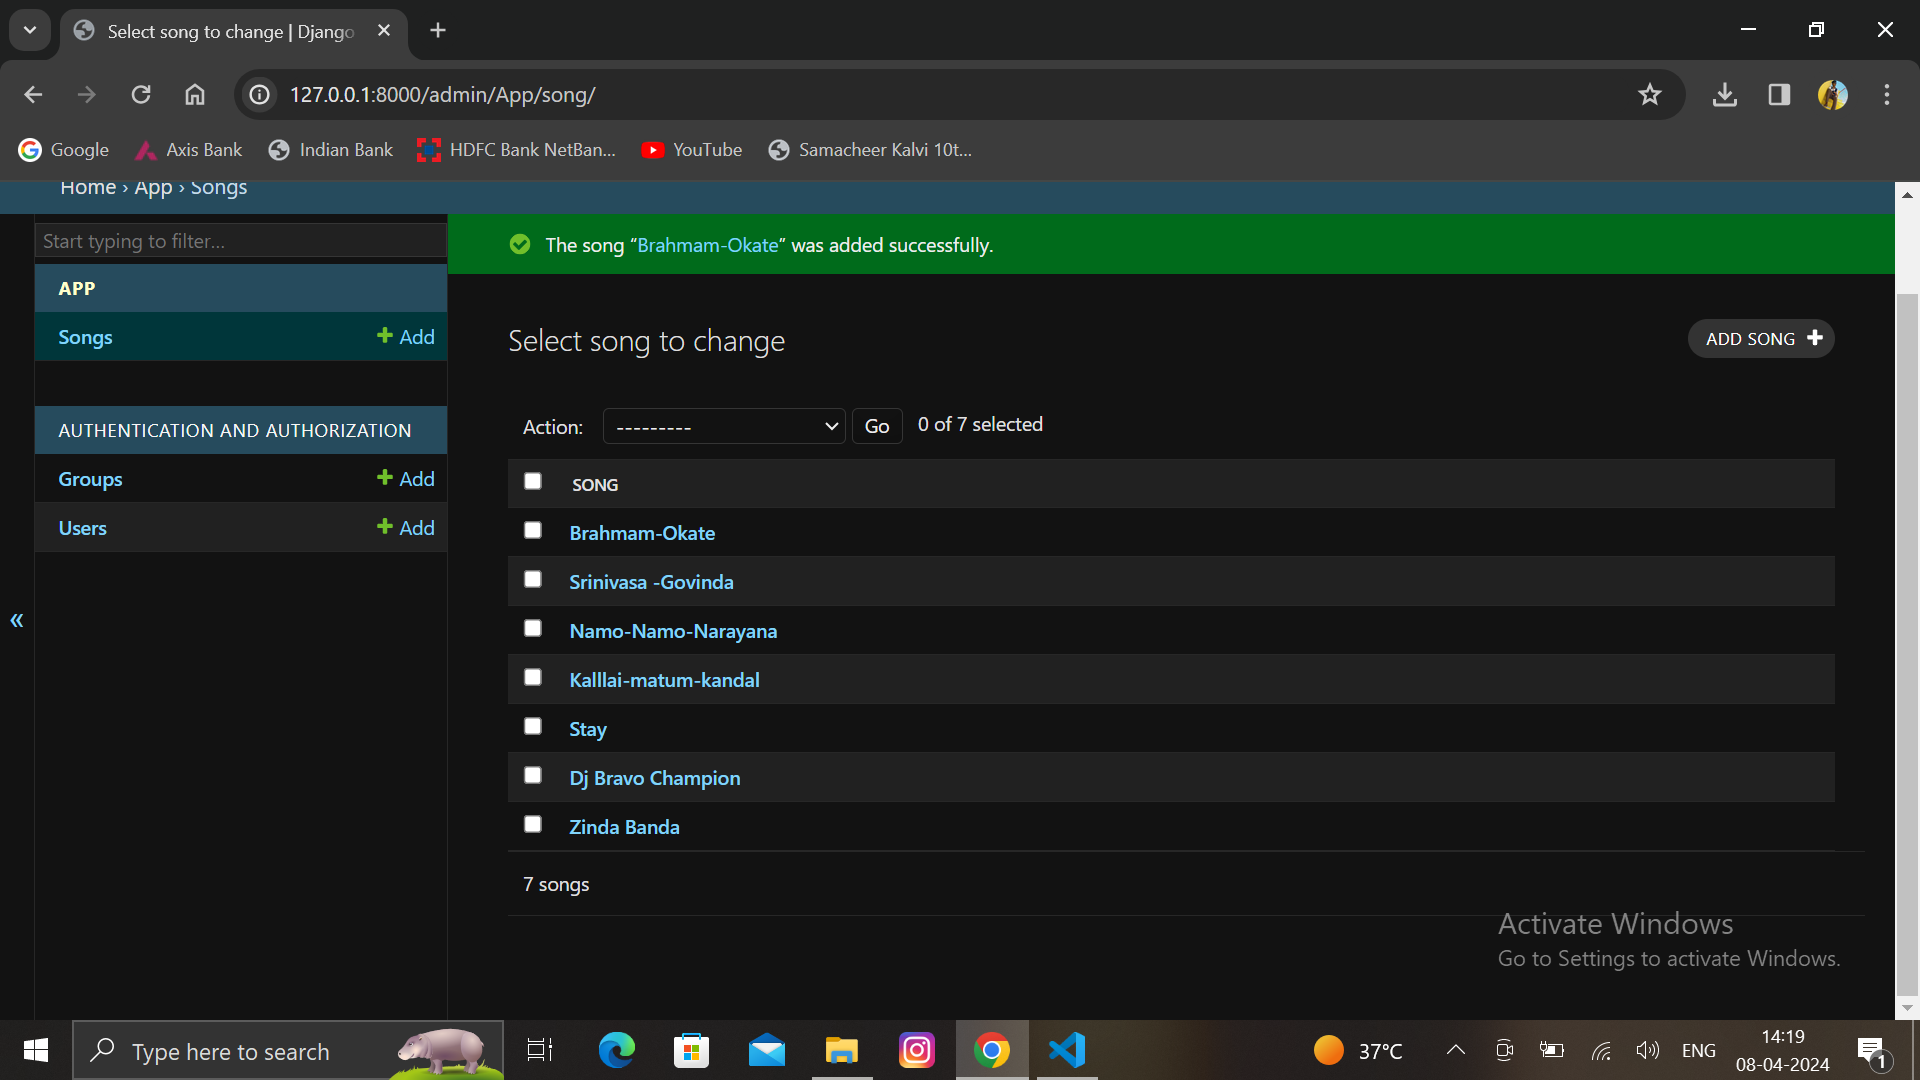 Select song to change | Django
127.0.0.1:8000/admin/App/song/
Google
Axis Bank
Indian Bank
HDFC Bank NetBan...
YouTube
Samacheer Kalvi 10t...
Home › App › Songs
Start typing to filter...
The song “Brahmam-Okate” was added successfully.
APP
Songs
Add
AUTHENTICATION AND AUTHORIZATION
Groups
Add
Users
Add
«
Select song to change
ADD SONG
Action:
---------
Go
0 of 7 selected
SONG
Brahmam-Okate
Srinivasa -Govinda
Namo-Namo-Narayana
Kalllai-matum-kandal
Stay
Dj Bravo Champion
Zinda Banda
7 songs
Activate Windows
Go to Settings to activate Windows.
Type here to search
37°C
ENG
14:19
08-04-2024
1